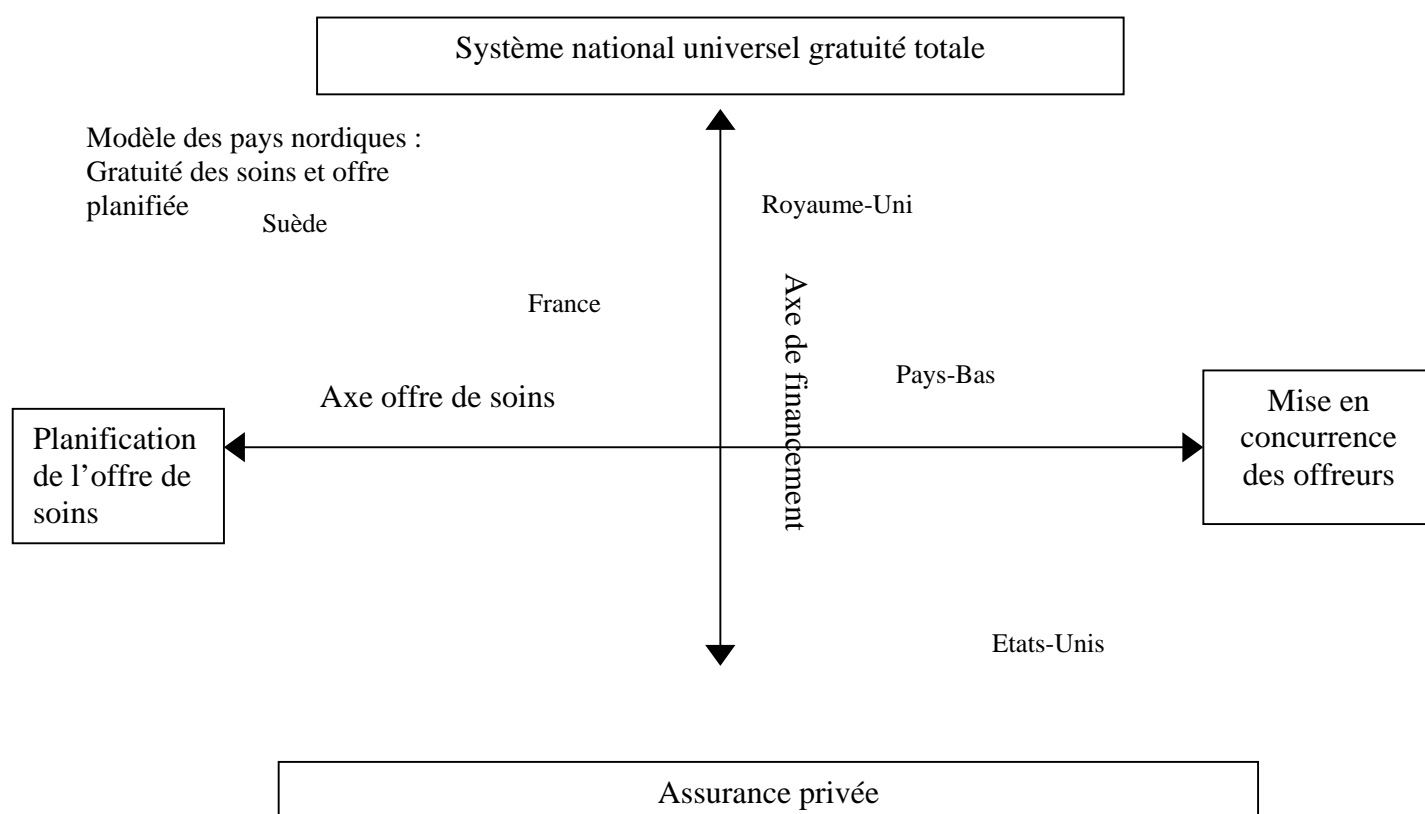 Système national universel gratuité totale
Modèle des pays nordiques :
Gratuité des soins et offre
planifiée
Suède
Royaume-Uni
France
Axe de financement
Pays-Bas
Axe offre de soins
Planification
de l’offre de
soins
Mise en
concurrence
des offreurs
Etats-Unis
Assurance privée